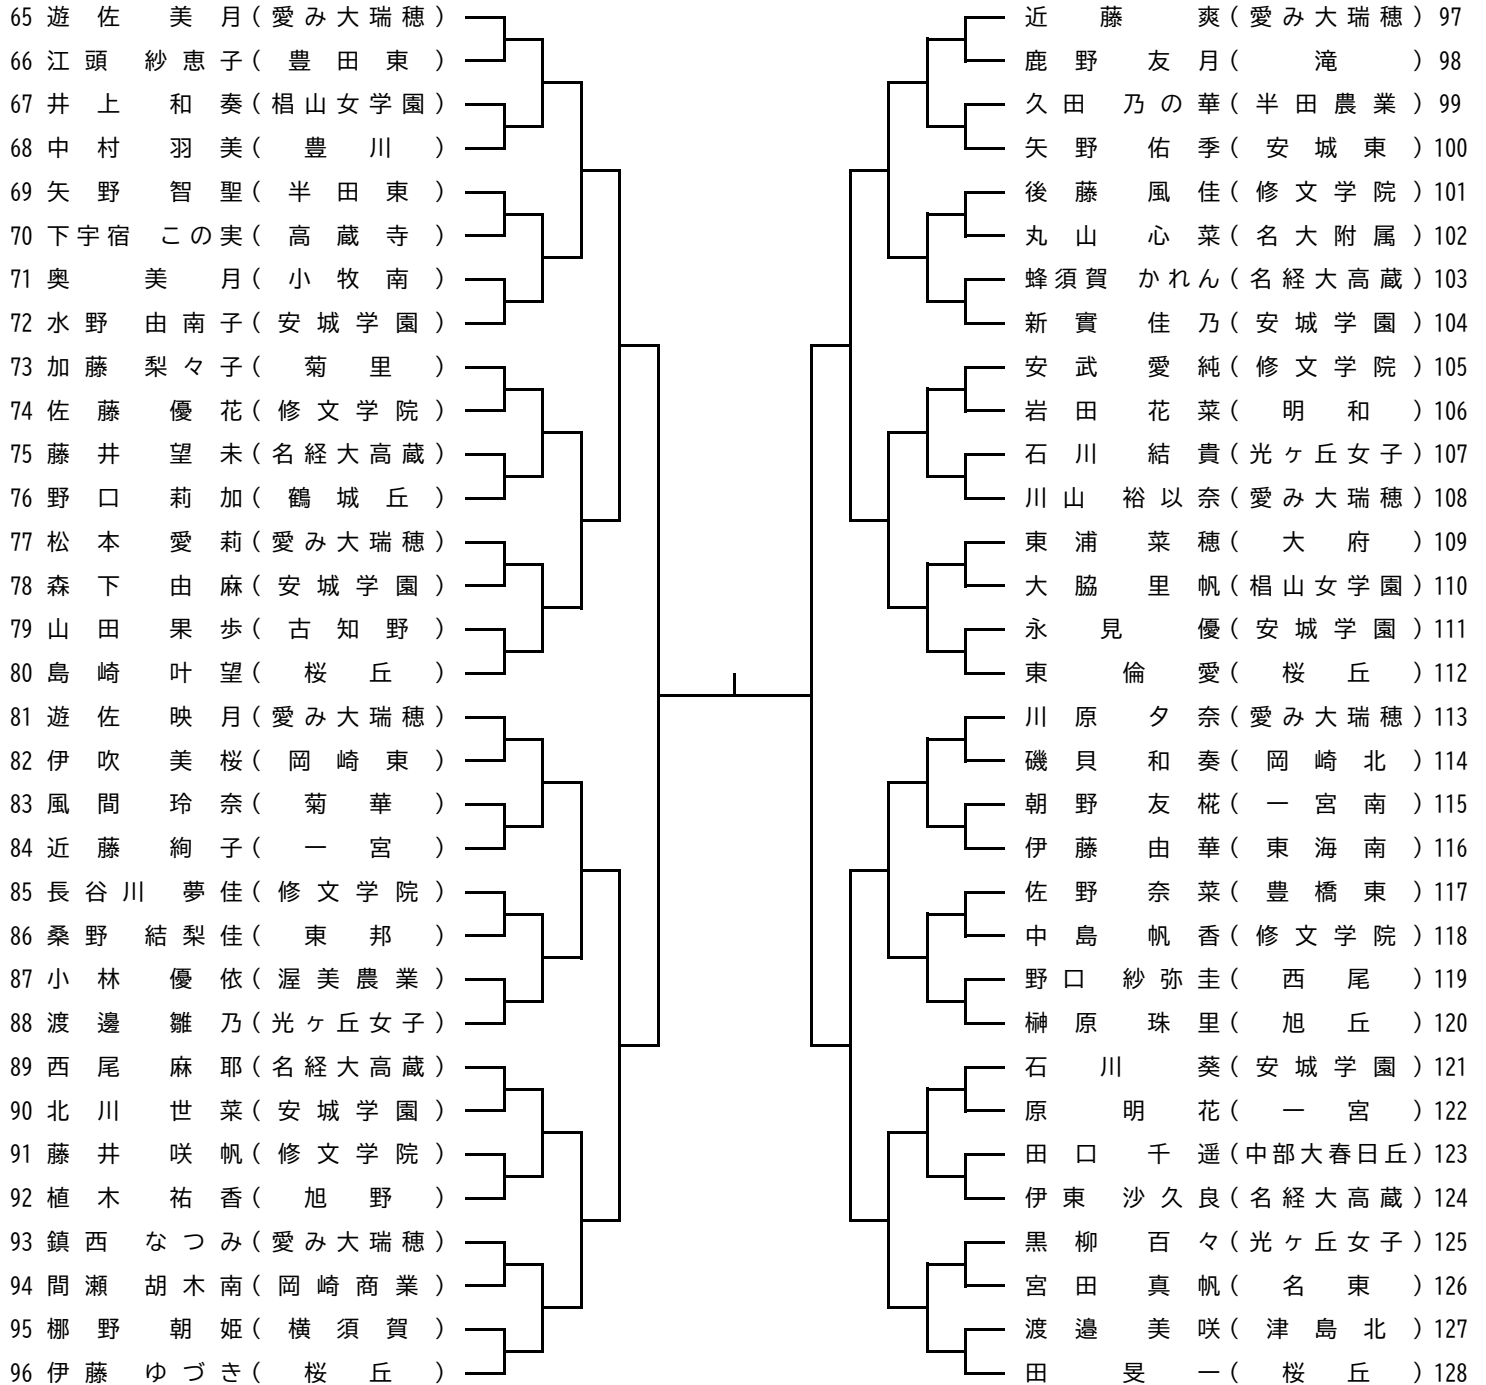 65 遊佐 美月(愛み大瑞穂)
66 江頭 紗恵子(豊田東)
67 井上 和奏(椙山女学園)
68 中村 羽美(豊川)
69 矢野 智聖(半田東)
70 下宇宿 この実(高蔵寺)
71 奥 美月(小牧南)
72 水野 由南子(安城学園)
73 加藤 梨々子(菊里)
74 佐藤 優花(修文学院)
75 藤井 望未(名経大高蔵)
76 野口 莉加(鶴城丘)
77 松本 愛莉(愛み大瑞穂)
78 森下 由麻(安城学園)
79 山田 果歩(古知野)
80 島崎 叶望(桜丘)
81 遊佐 映月(愛み大瑞穂)
82 伊吹 美桜(岡崎東)
83 風間 玲奈(菊華)
84 近藤 絢子(一宮)
85 長谷川 夢佳(修文学院)
86 桑野 結梨佳(東邦)
87 小林 優依(渥美農業)
88 渡邊 雛乃(光ヶ丘女子)
89 西尾 麻耶(名経大高蔵)
90 北川 世菜(安城学園)
91 藤井 咲帆(修文学院)
92 植木 祐香(旭野)
93 鎮西 なつみ(愛み大瑞穂)
94 間瀬 胡木南(岡崎商業)
95 梛野 朝姫(横須賀)
96 伊藤 ゆづき(桜丘)
近藤 爽(愛み大瑞穂) 97
鹿野 友月(滝) 98
久田 乃の華(半田農業) 99
矢野 佑季(安城東) 100
後藤 風佳(修文学院) 101
丸山 心菜(名大附属) 102
蜂須賀 かれん(名経大高蔵) 103
新實 佳乃(安城学園) 104
安武 愛純(修文学院) 105
岩田 花菜(明和) 106
石川 結貴(光ヶ丘女子) 107
川山 裕以奈(愛み大瑞穂) 108
東浦 菜穂(大府) 109
大脇 里帆(椙山女学園) 110
永見 優(安城学園) 111
東 倫愛(桜丘) 112
川原 夕奈(愛み大瑞穂) 113
磯貝 和奏(岡崎北) 114
朝野 友椛(一宮南) 115
伊藤 由華(東海南) 116
佐野 奈菜(豊橋東) 117
中島 帆香(修文学院) 118
野口 紗弥圭(西尾) 119
榊原 珠里(旭丘) 120
石川 葵(安城学園) 121
原 明花(一宮) 122
田口 千遥(中部大春日丘) 123
伊東 沙久良(名経大高蔵) 124
黒柳 百々(光ヶ丘女子) 125
宮田 真帆(名東) 126
渡邉 美咲(津島北) 127
田 旻一(桜丘) 128